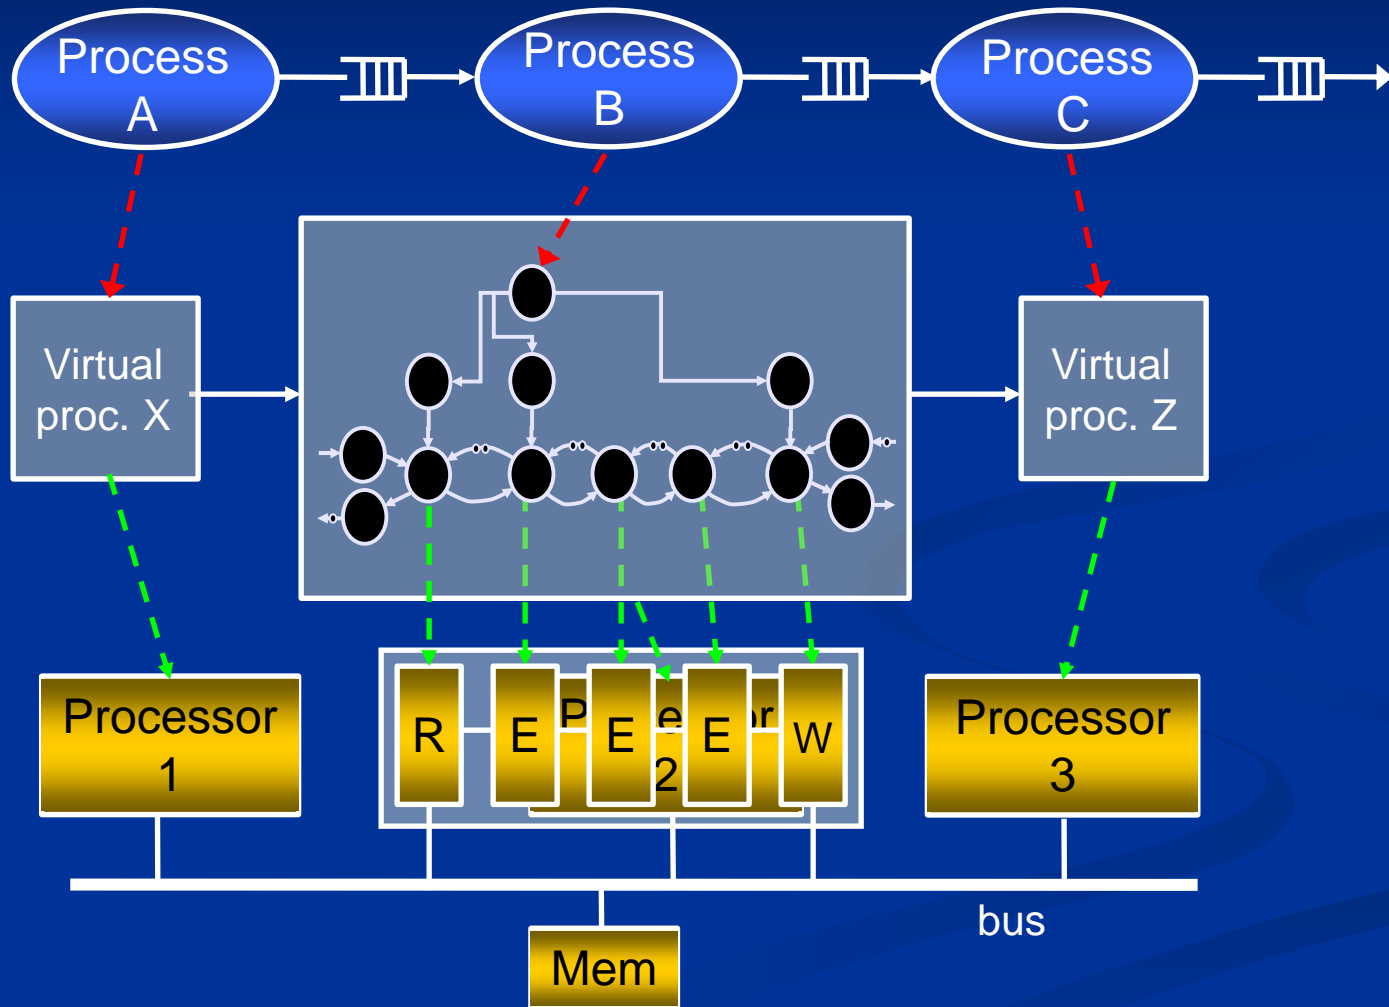 Process
A
Process
B
Process
C
Virtual
proc. X
Virtual
proc. Z
Processor
1
R
E
E
E
W
2
Processor
3
bus
Mem